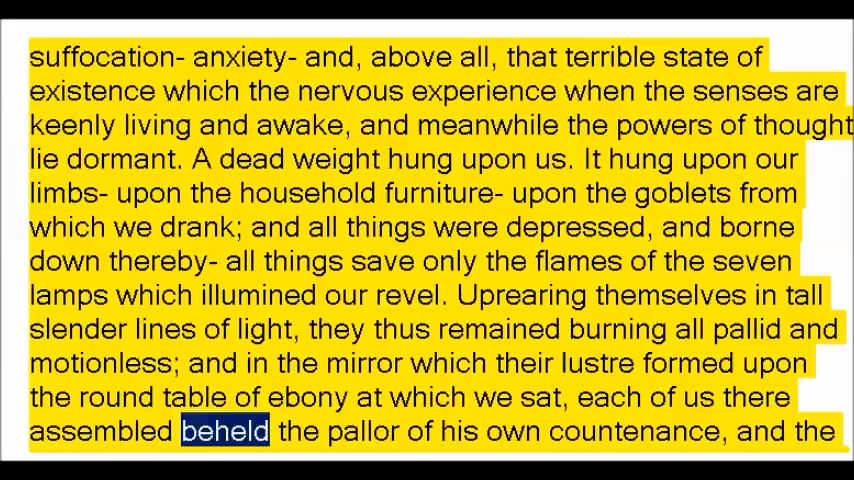 suffocation- anxiety- and, above all, that terrible state of
existence which the nervous experience when the senses are
keenly living and awake, and meanwhile the powers of thought
lie dormant. A dead weight hung upon us. It hung upon our
limbs- upon the household furniture- upon the goblets from
which we drank; and all things were depressed, and borne
down thereby- all things save only the flames of the seven
lamps which illumined our revel. Uprearing themselves in tall
slender lines of light, they thus remained burning all pallid and
motionless; and in the mirror which their lustre formed upon
the round table of ebony at which we sat, each of us there
assembled beheld the pallor of his own countenance, and the